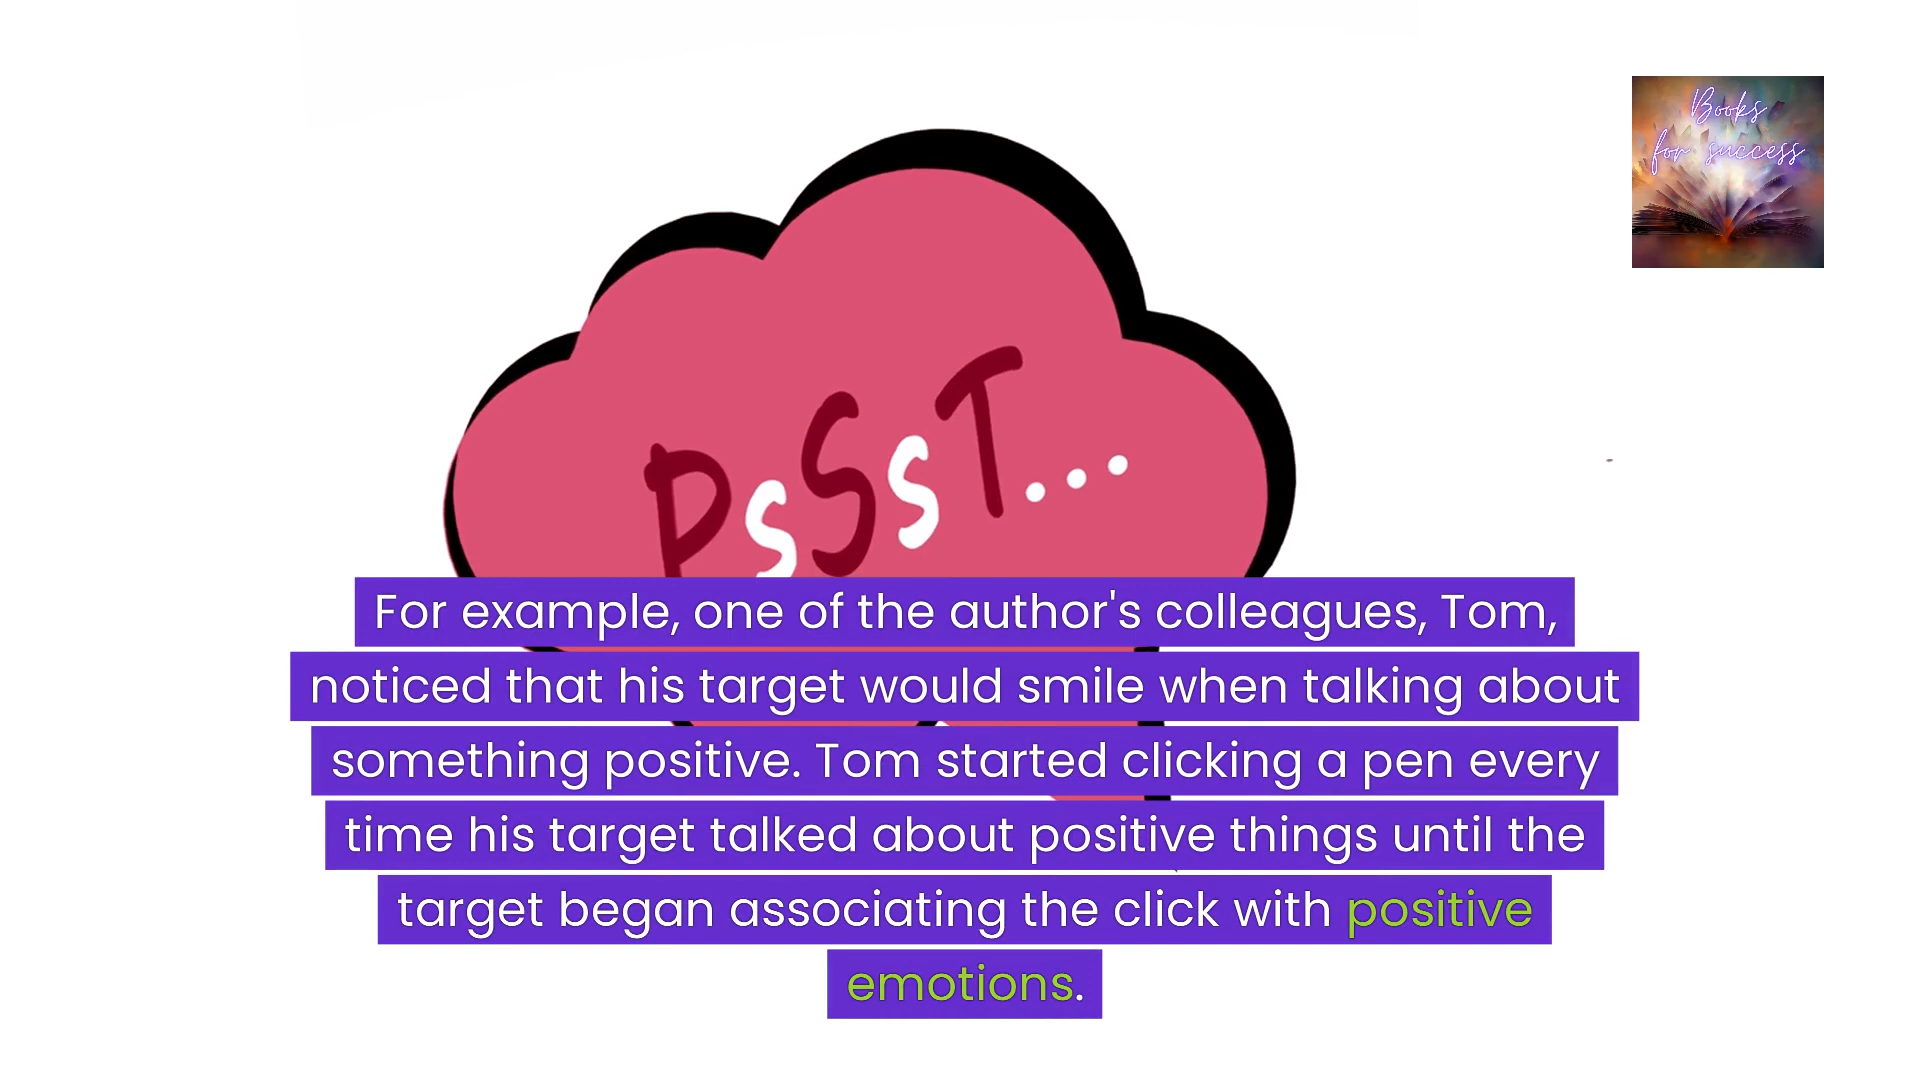 Books
for success
PsSsT...
For example, one of the author's colleagues, Tom,
noticed that his target would smile when talking about
something positive. Tom started clicking a pen every
time his target talked about positive things until the
target began associating the click with positive
emotions.